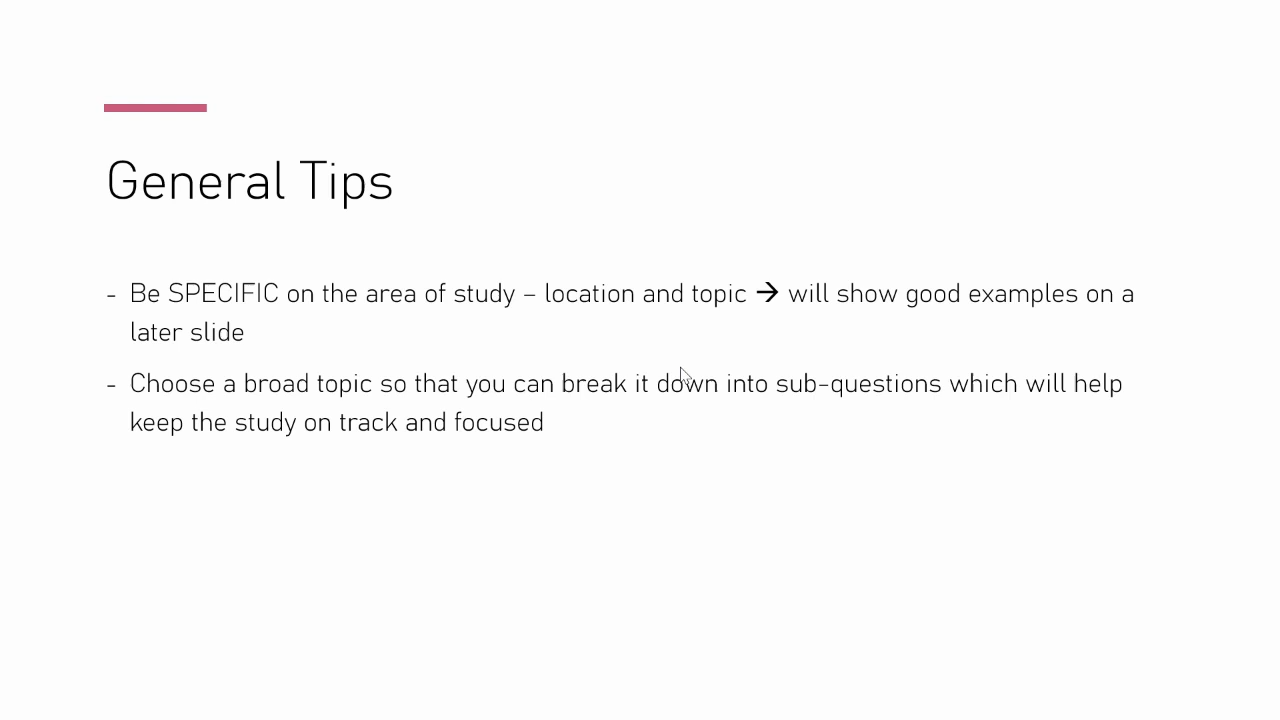 General Tips
- Be SPECIFIC on the area of study – location and topic → will show good examples on a
later slide
- Choose a broad topic so that you can break it down into sub-questions which will help
keep the study on track and focused